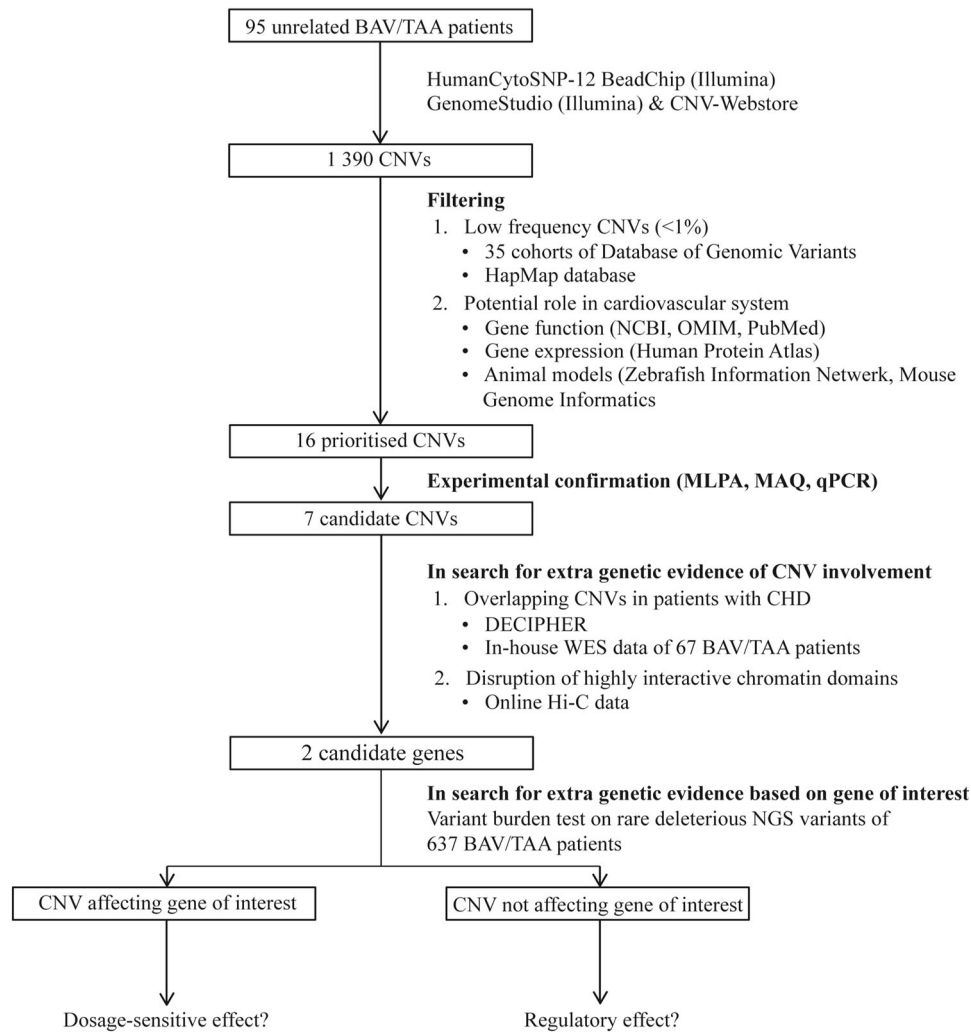 95 unrelated BAV/TAA patients
HumanCytoSNP-12 BeadChip (Illumina)
GenomeStudio (Illumina) & CNV-Webstore
1 390 CNVs
Filtering
1. Low frequency CNVs (<1%)
• 35 cohorts of Database of Genomic Variants
• HapMap database
2. Potential role in cardiovascular system
• Gene function (NCBI, OMIM, PubMed)
• Gene expression (Human Protein Atlas)
• Animal models (Zebrafish Information Netwerk, Mouse
Genome Informatics
16 prioritised CNVs
Experimental confirmation (MLPA, MAQ, qPCR)
7 candidate CNVs
In search for extra genetic evidence of CNV involvement
1. Overlapping CNVs in patients with CHD
• DECIPHER
• In-house WES data of 67 BAV/TAA patients
2. Disruption of highly interactive chromatin domains
• Online Hi-C data
2 candidate genes
In search for extra genetic evidence based on gene of interest
Variant burden test on rare deleterious NGS variants of
637 BAV/TAA patients
CNV affecting gene of interest
CNV not affecting gene of interest
Dosage-sensitive effect?
Regulatory effect?